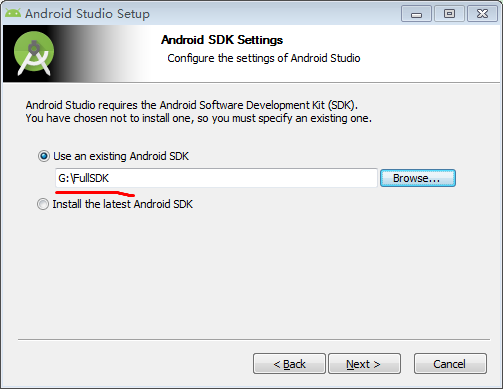 Android Studio Setup
Android SDK Settings
Configure the settings of Android Studio
Android Studio requires the Android Software Development Kit (SDK).
You have chosen not to install one, so you must specify an existing one.
Use an existing Android SDK
G:\FullSDK
Browse...
Install the latest Android SDK
< Back
Next >
Cancel